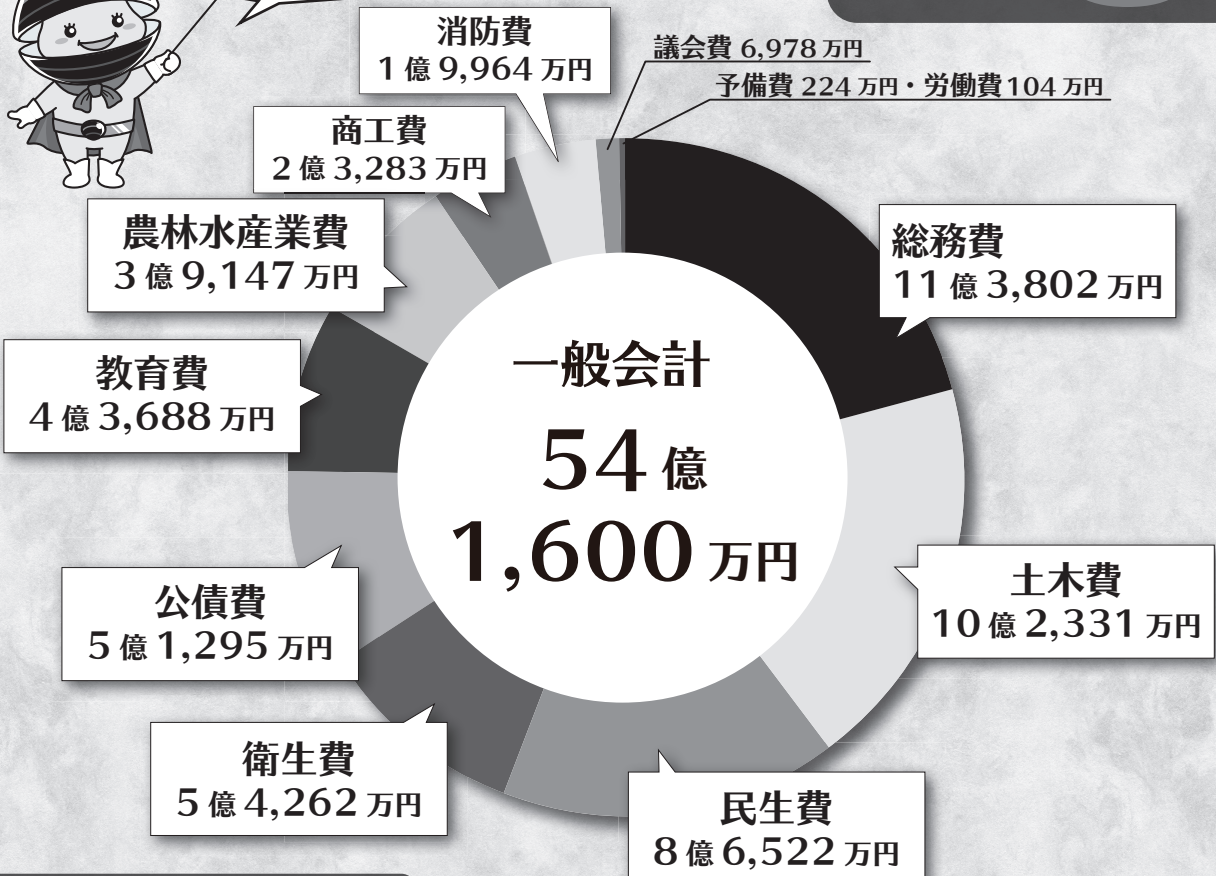 消防費
1億9,964万円
議会費 6,978万円
予備費 224万円・労働費104万円
商工費
2億3,283万円
農林水産業費
3億9,147万円
総務費
11億3,802万円
教育費
4億3,688万円
一般会計
54億
1,600万円
公債費
5億1,295万円
土木費
10億2,331万円
衛生費
5億4,262万円
民生費
8億6,522万円